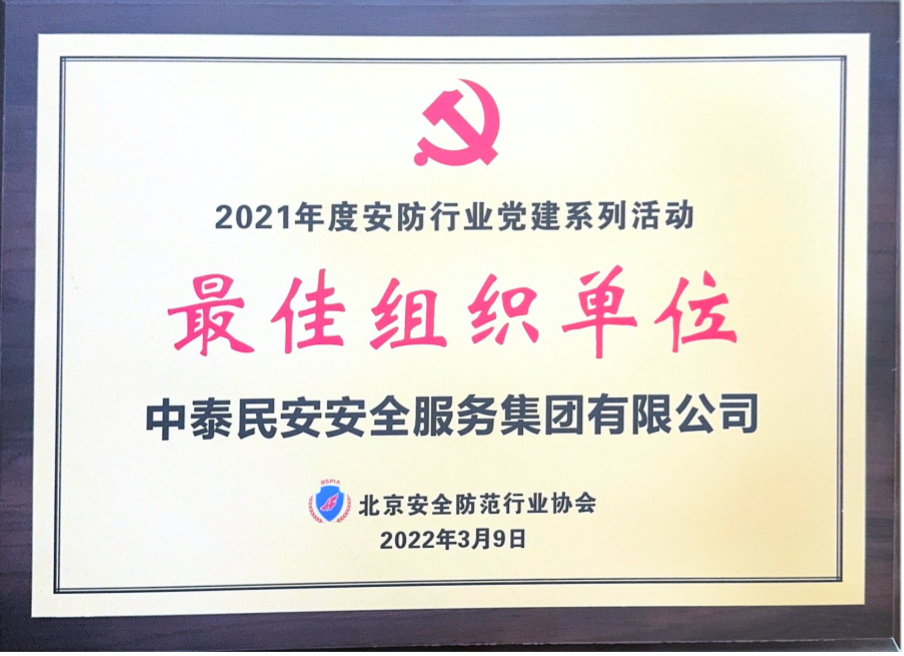 2021年度安防行业党建系列活动
最佳组织单位
中泰民安安全服务集团有限公司
BSPIA
北京安全防范行业协会
2022年3月9日